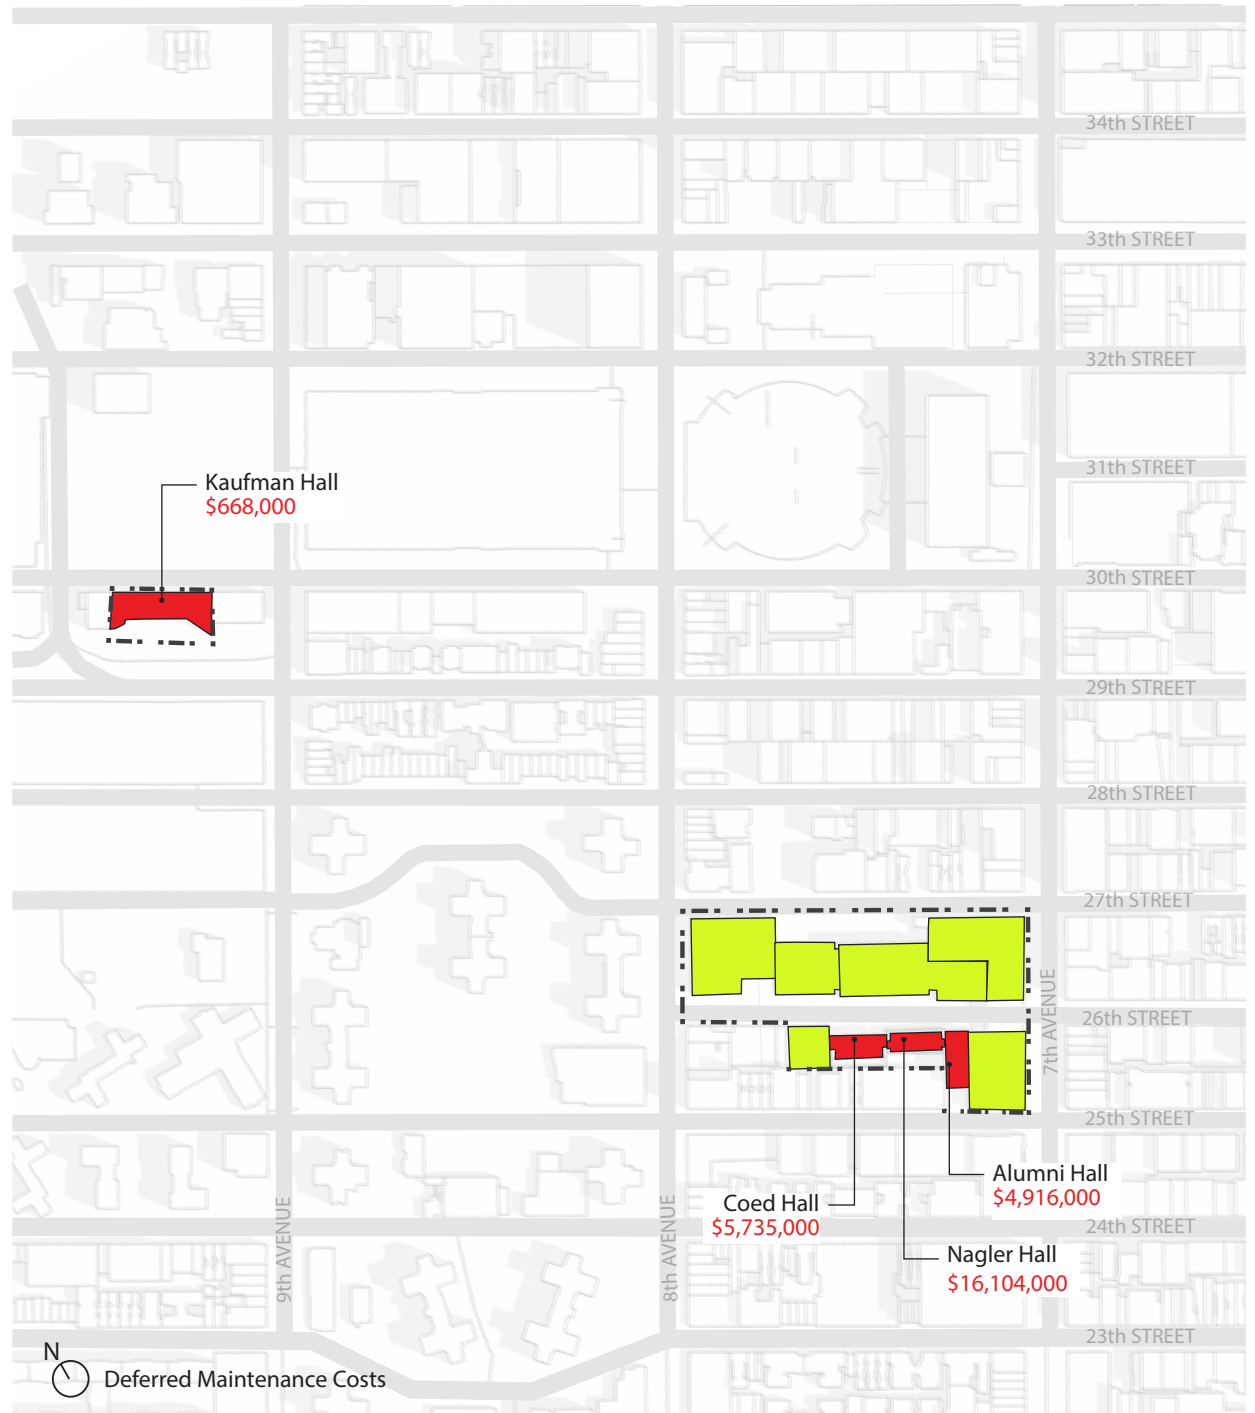 34th STREET
33th STREET
32th STREET
31th STREET
Kaufman Hall
$668,000
30th STREET
29th STREET
28th STREET
27th STREET
7th AVENUE
26th STREET
25th STREET
Alumni Hall
$4,916,000
Coed Hall
$5,735,000
9th AVENUE
8th AVENUE
24th STREET
Nagler Hall
$16,104,000
23th STREET
N
Deferred Maintenance Costs